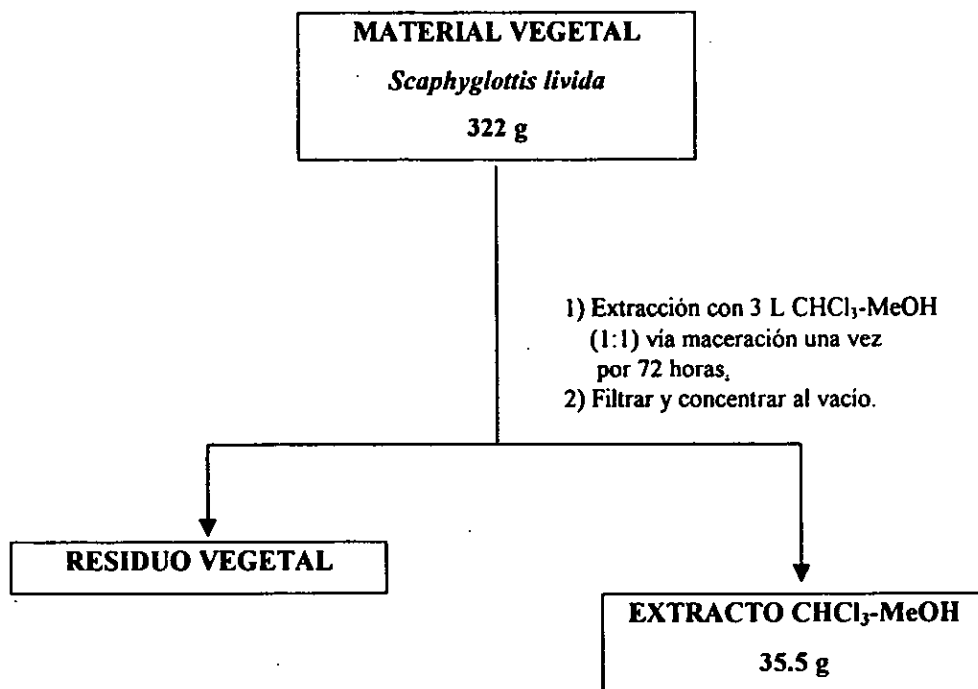 MATERIAL VEGETAL
Scaphyglottis livida
322 g
1) Extracción con 3 L CHCl₃-MeOH
(1:1) vía maceración una vez
por 72 horas.
2) Filtrar y concentrar al vacío.
RESIDUO VEGETAL
EXTRACTO CHCl₃-MeOH
35.5 g